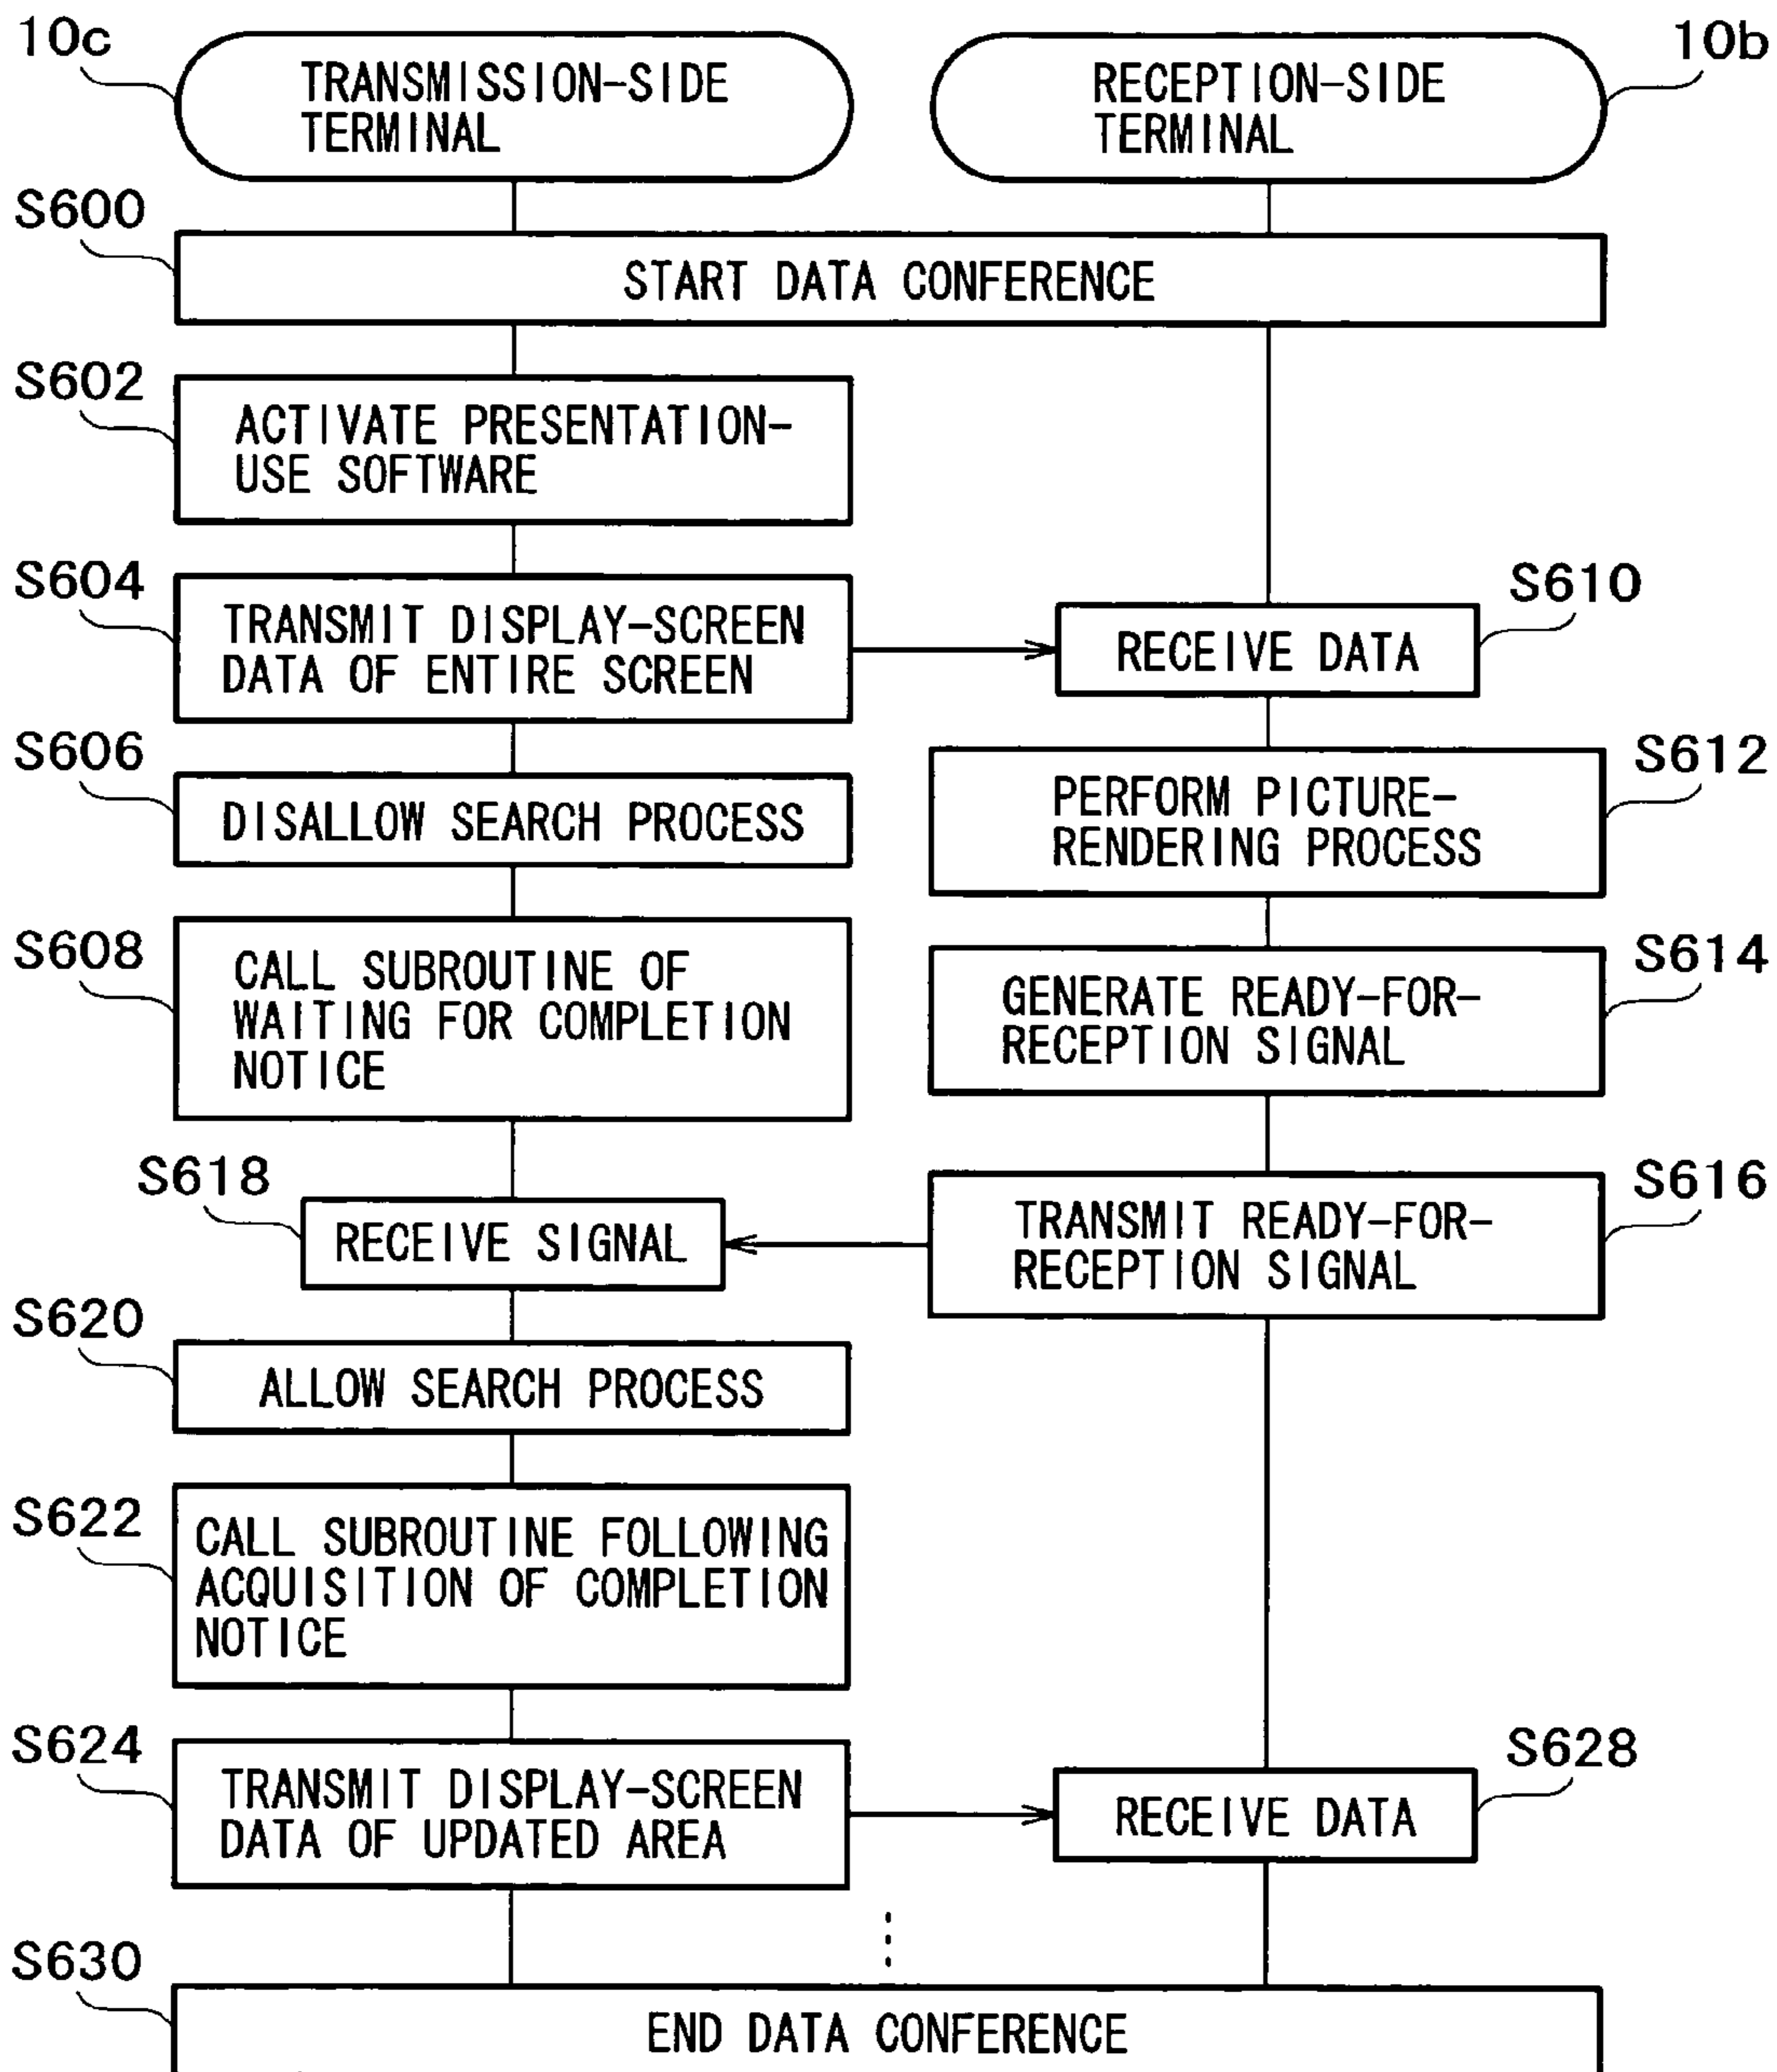 10c
TRANSMISSION-SIDE
TERMINAL
RECEPTION-SIDE
TERMINAL
10b
S600
START DATA CONFERENCE
S602
ACTIVATE PRESENTATION-
USE SOFTWARE
S604
TRANSMIT DISPLAY-SCREEN
DATA OF ENTIRE SCREEN
S610
RECEIVE DATA
S606
DISALLOW SEARCH PROCESS
S612
PERFORM PICTURE-
RENDERING PROCESS
S608
CALL SUBROUTINE OF
WAITING FOR COMPLETION
NOTICE
S614
GENERATE READY-FOR-
RECEPTION SIGNAL
S618
RECEIVE SIGNAL
S616
TRANSMIT READY-FOR-
RECEPTION SIGNAL
S620
ALLOW SEARCH PROCESS
S622
CALL SUBROUTINE FOLLOWING
ACQUISITION OF COMPLETION
NOTICE
S624
TRANSMIT DISPLAY-SCREEN
DATA OF UPDATED AREA
S628
RECEIVE DATA
S630
END DATA CONFERENCE